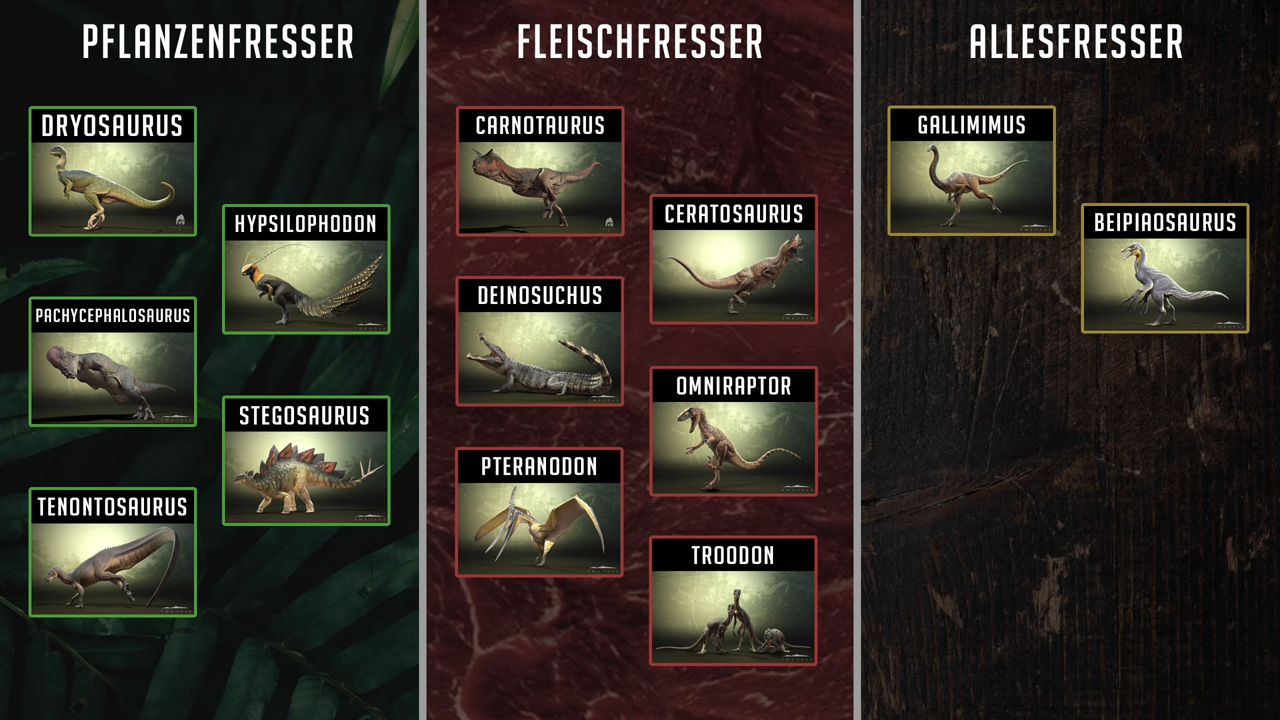 PFLANZENFRESSER
DRYOSAURUS
HYPSILOPHODON
PACHYCEPHALOSAURUS
STEGOSAURUS
TENONTOSAURUS
FLEISCHFRESSER
CARNOTAURUS
CERATOSAURUS
DEINOSUCHUS
OMNIRAPTOR
PTERANODON
TROODON
ALLESFRESSER
GALLIMIMUS
BEIPIAOSAURUS